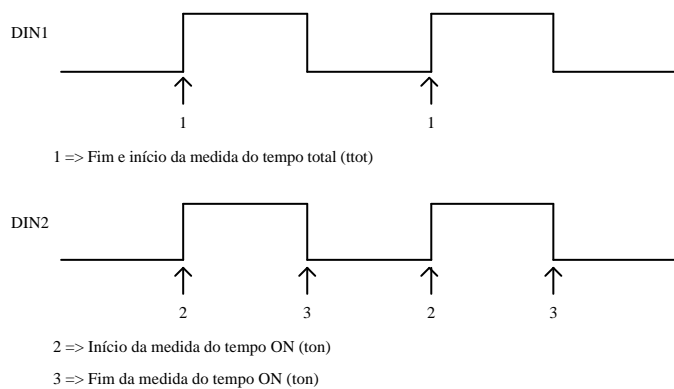 DIN1
1 1
1 => Fim e início da medida do tempo total (ttot)
DIN2
2 3 2 3
2 => Início da medida do tempo ON (ton)
3 => Fim da medida do tempo ON (ton)